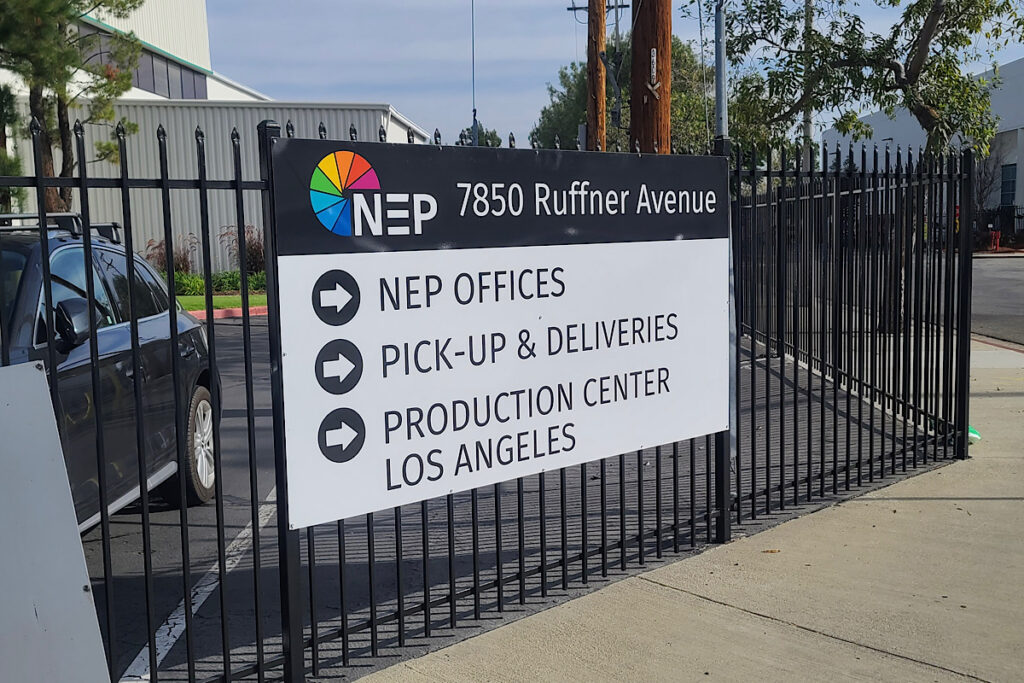 NEP 7850 Ruffner Avenue
NEP OFFICES
PICK-UP & DELIVERIES
PRODUCTION CENTER
LOS ANGELES